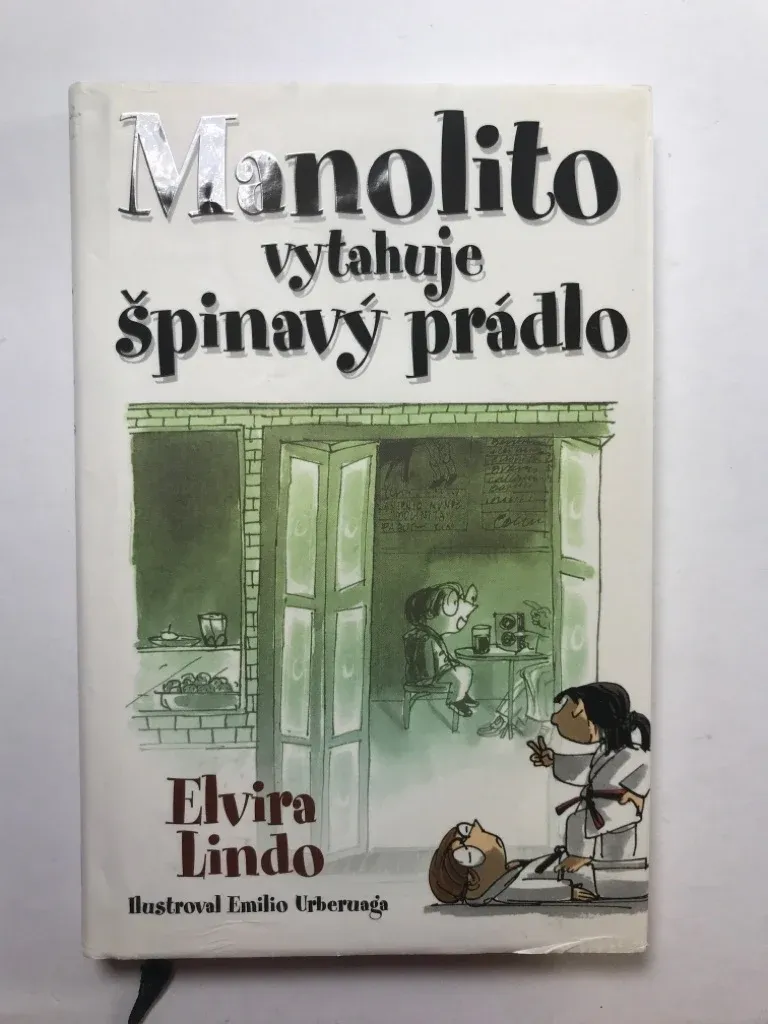 Manolito
vytahuje
špinavý prádlo
Elvira
Lindo
Ilustroval Emilio Urberuaga